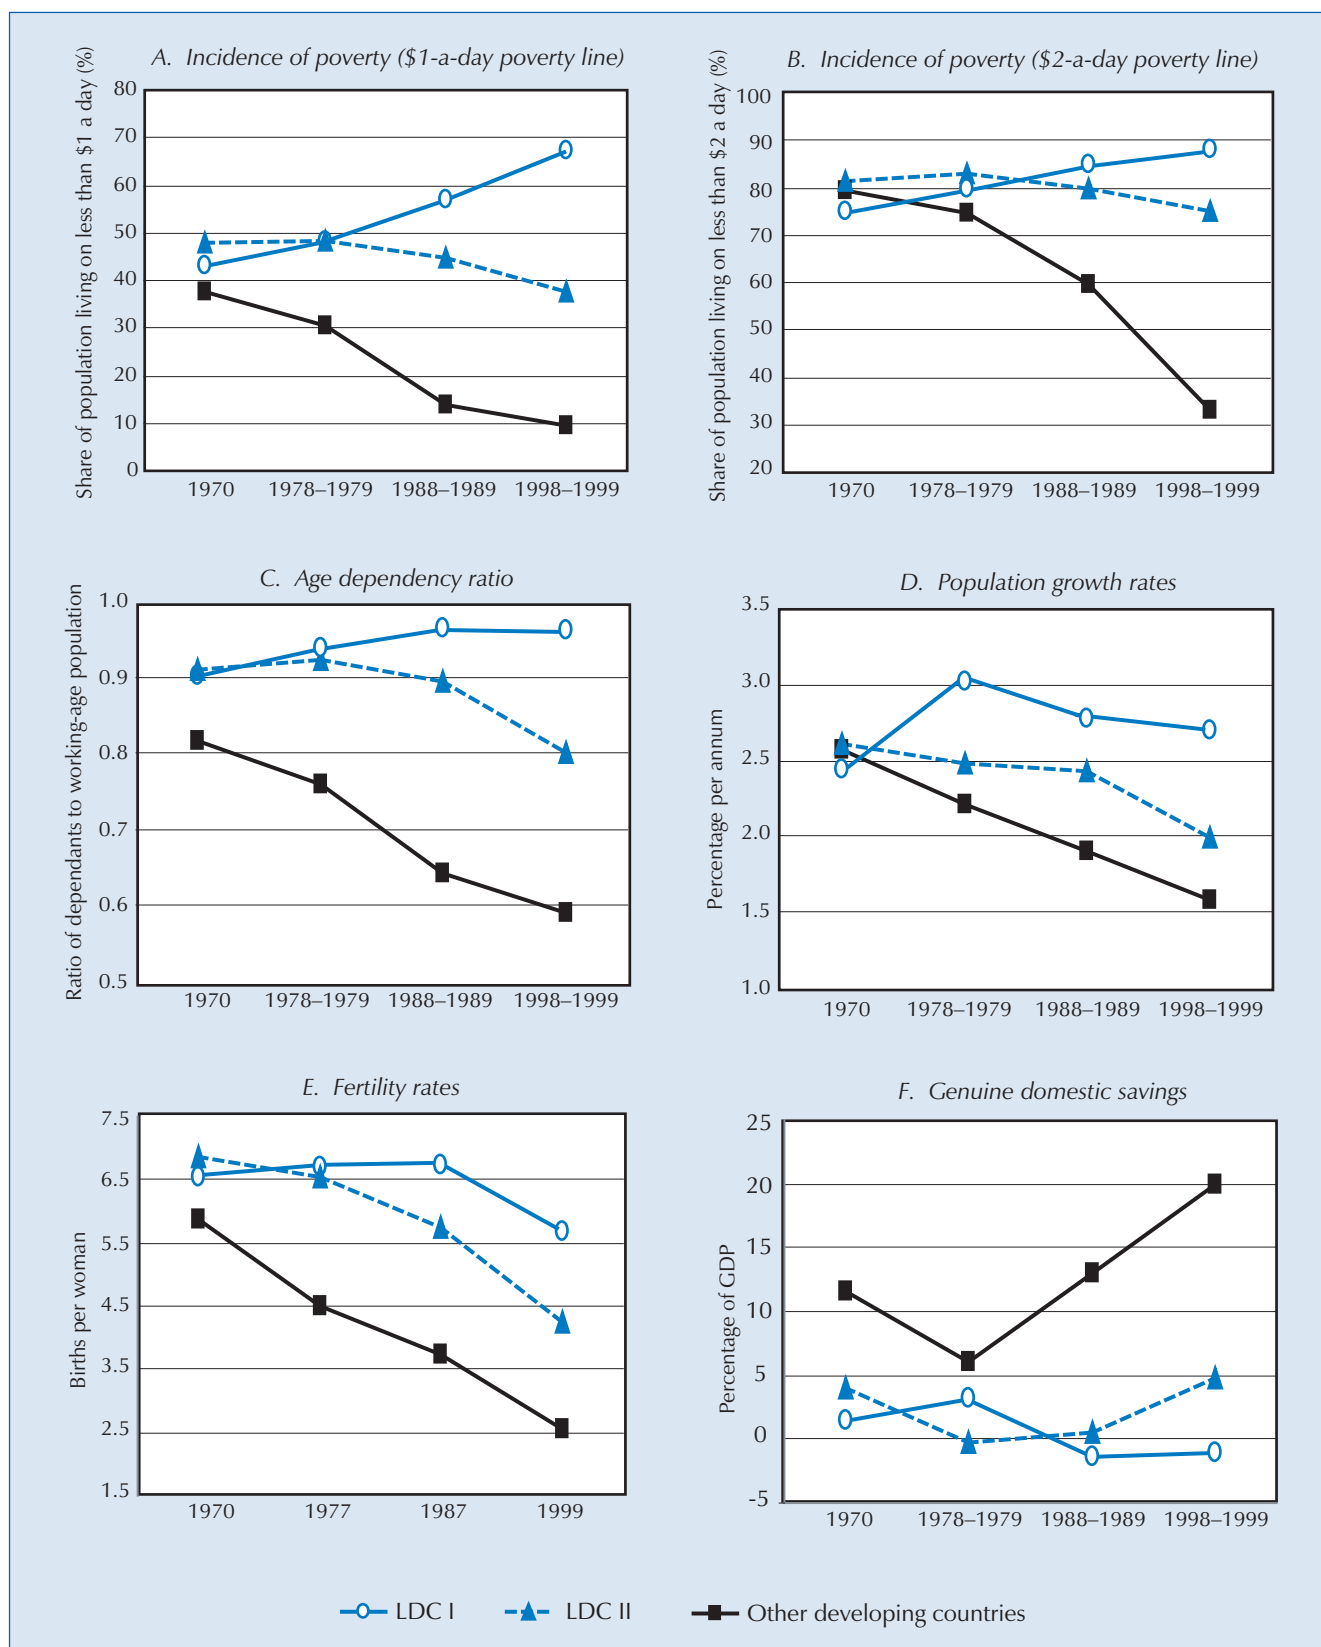 A. Incidence of poverty ($1-a-day poverty line)
Share of population living on less than $1 a day (%)
80
70
60
50
40
30
20
10
0
1970 1978–1979 1988–1989 1998–1999
B. Incidence of poverty ($2-a-day poverty line)
Share of population living on less than $2 a day (%)
100
90
80
70
60
50
40
30
20
1970 1978–1979 1988–1989 1998–1999
C. Age dependency ratio
Ratio of dependants to working-age population
1.0
0.9
0.8
0.7
0.6
0.5
1970 1978–1979 1988–1989 1998–1999
D. Population growth rates
Percentage per annum
3.5
3.0
2.5
2.0
1.5
1.0
1970 1978–1979 1988–1989 1998–1999
E. Fertility rates
Births per woman
7.5
6.5
5.5
4.5
3.5
2.5
1.5
1970 1977 1987 1999
F. Genuine domestic savings
Percentage of GDP
25
20
15
10
5
0
-5
1970 1978–1979 1988–1989 1998–1999
LDC I LDC II Other developing countries